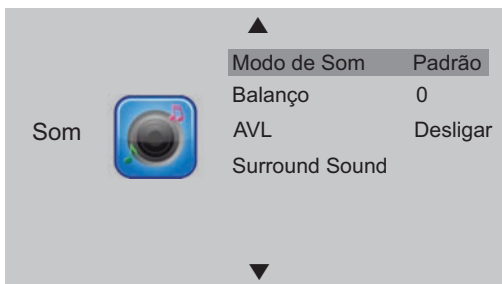 Som
Modo de Som Padrão
Balanço 0
AVL Desligar
Surround Sound